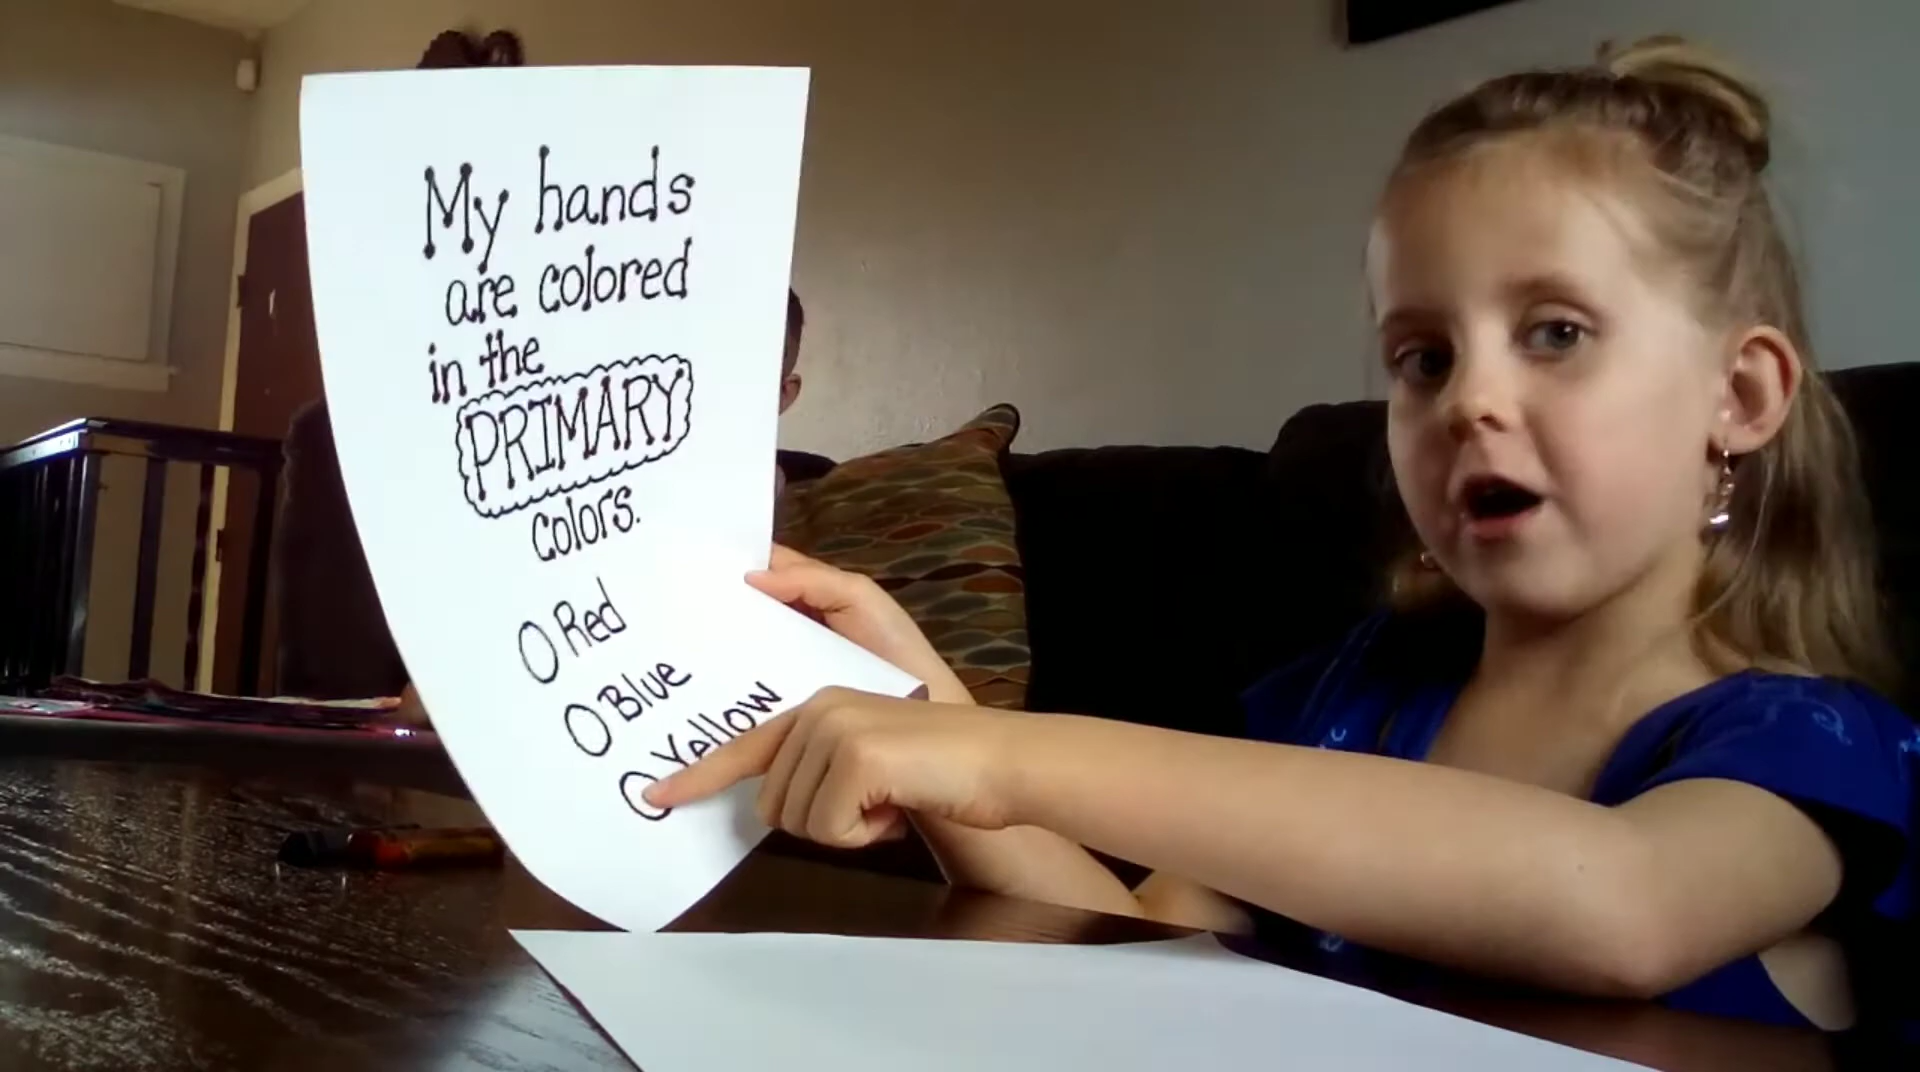 My hands
are colored
in the
PRIMARY
colors.
Red
Blue
Yellow